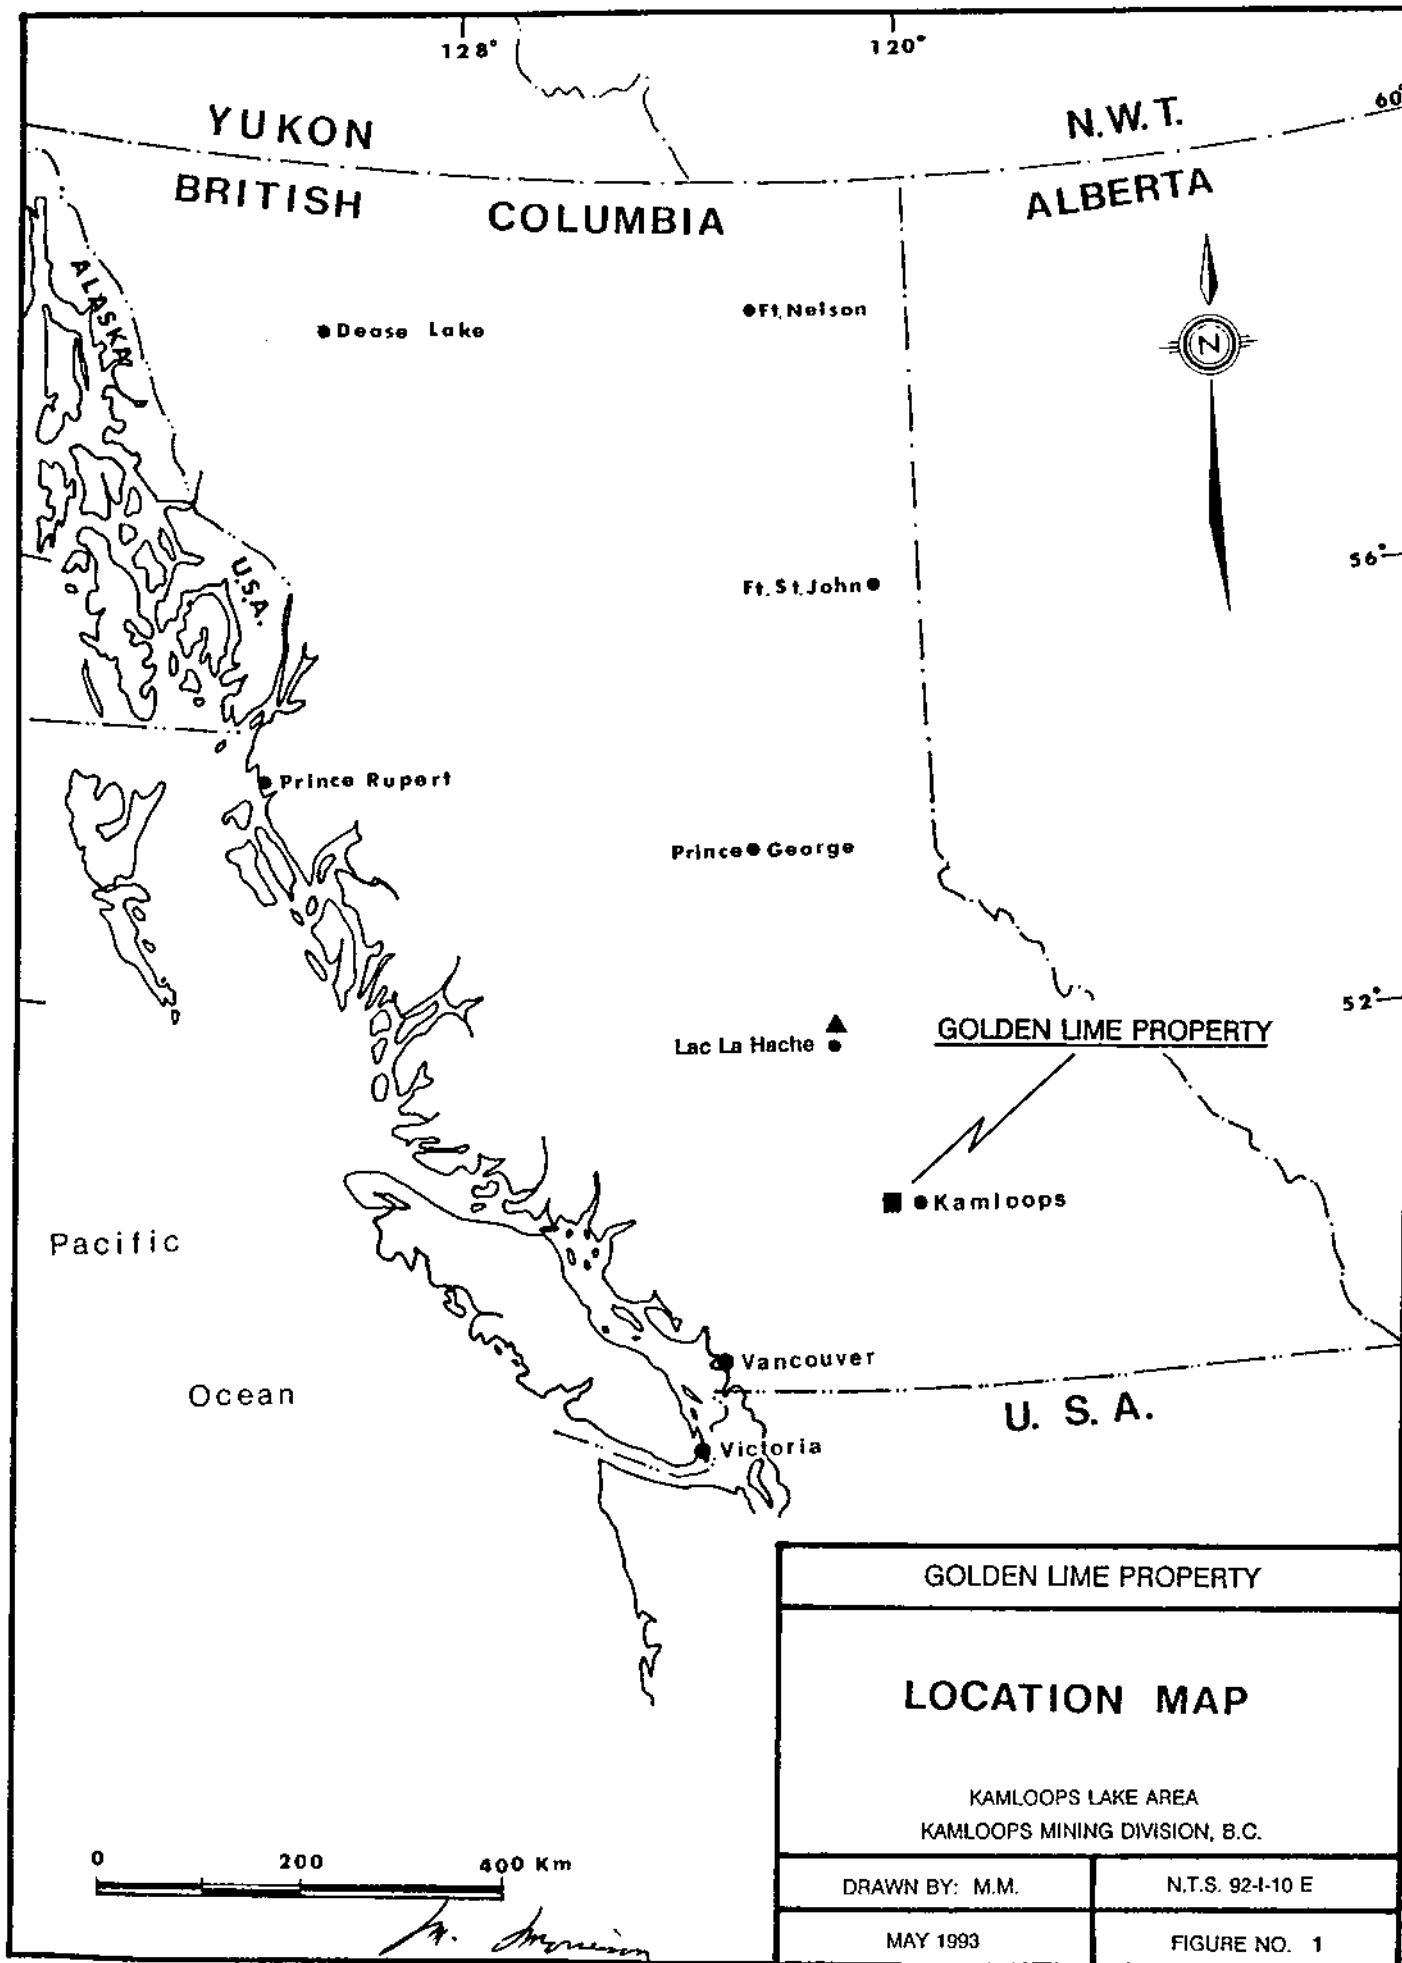 128°
120°
60°
YUKON
N.W.T.
BRITISH COLUMBIA
ALBERTA
ALASKA
Dease Lake
Ft. Nelson
N
U.S.A.
56°
Ft. St. John
Prince Rupert
Prince George
52°
Lac La Hache
GOLDEN LIME PROPERTY
Kamloops
Pacific
Ocean
Vancouver
U. S. A.
Victoria
GOLDEN LIME PROPERTY
LOCATION MAP
KAMLOOPS LAKE AREA
KAMLOOPS MINING DIVISION, B.C.
0 200 400 Km
DRAWN BY: M.M.
N.T.S. 92-I-10 E
MAY 1993
FIGURE NO. 1